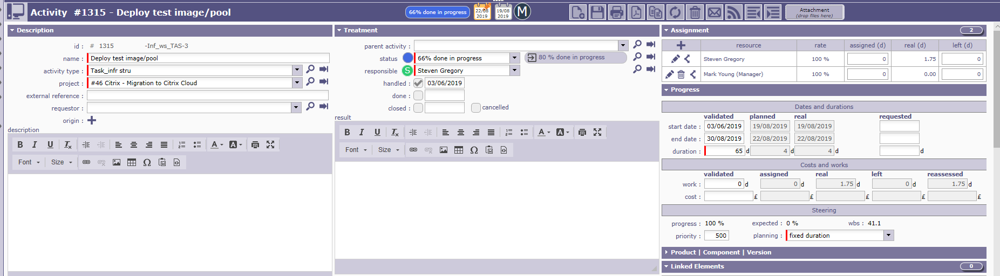 Activity #1315 - Deploy test image/pool
66% done in progress
22/08 2019
19/08 2019
M
Attachment
(drop files here)
Description
id : # 1315 -Inf_ws_TAS-3
name : Deploy test image/pool
activity type : Task_infr stru
project : #46 Citrix - Migration to Citrix Cloud
external reference :
requestor :
origin :
description
B I U Tx A A
Font Size Ω
Treatment
parent activity :
status 66% done in progress 80 % done in progress
responsible S Steven Gregory
handled : 03/06/2019
done :
closed : cancelled
result
B I U Tx A A
Font Size Ω
Assignment 2
resource rate assigned (d) real (d) left (d)
Steven Gregory 100 % 0 1.75 0
Mark Young (Manager) 100 % 0 0.00 0
Progress
Dates and durations
validated planned real requested
start date : 03/06/2019 19/08/2019 19/08/2019
end date : 30/08/2019 22/08/2019 22/08/2019
duration : 65 d 4 d 4 d d
Costs and works
validated assigned real left reassessed
work : 0 d 0 d 1.75 d 0 d 1.75 d
cost : £ £ £ £ £
Steering
progress : 100 % expected : 0 % wbs : 41.1
priority : 500 planning : fixed duration
Product | Component | Version
Linked Elements 0